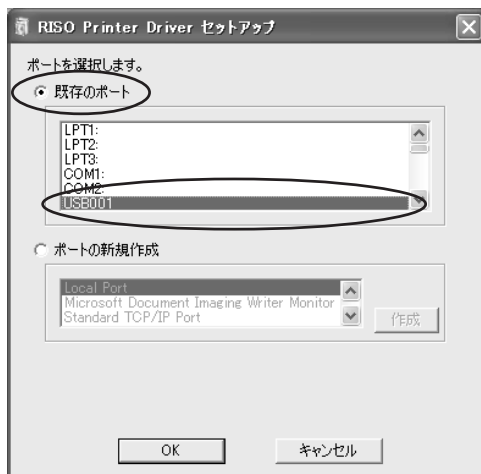 RISO Printer Driver セットアップ
ポートを選択します。
既存のポート
LPT1:
LPT2:
LPT3:
COM1:
COM2:
USB001
ポートの新規作成
Local Port
Microsoft Document Imaging Writer Monitor
Standard TCP/IP Port
作成
OK
キャンセル